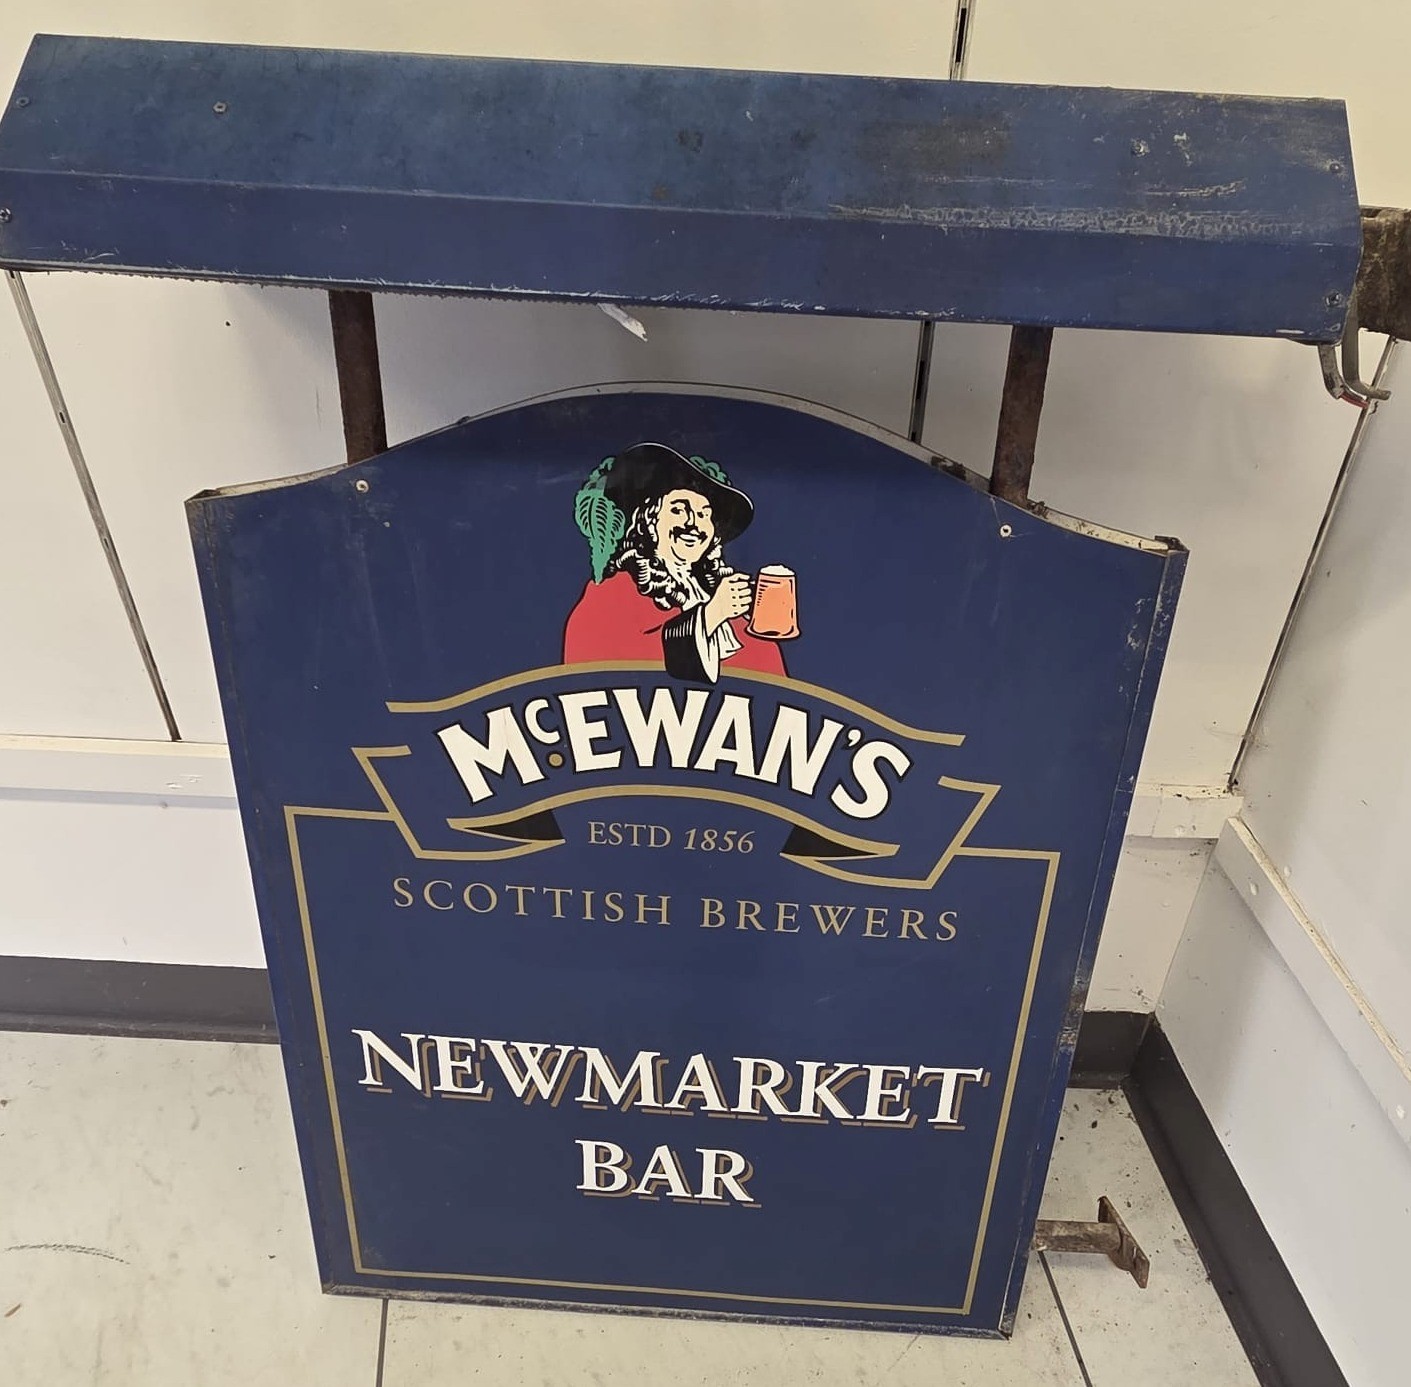 McEWAN'S
ESTD 1856
SCOTTISH BREWERS
NEWMARKET
BAR